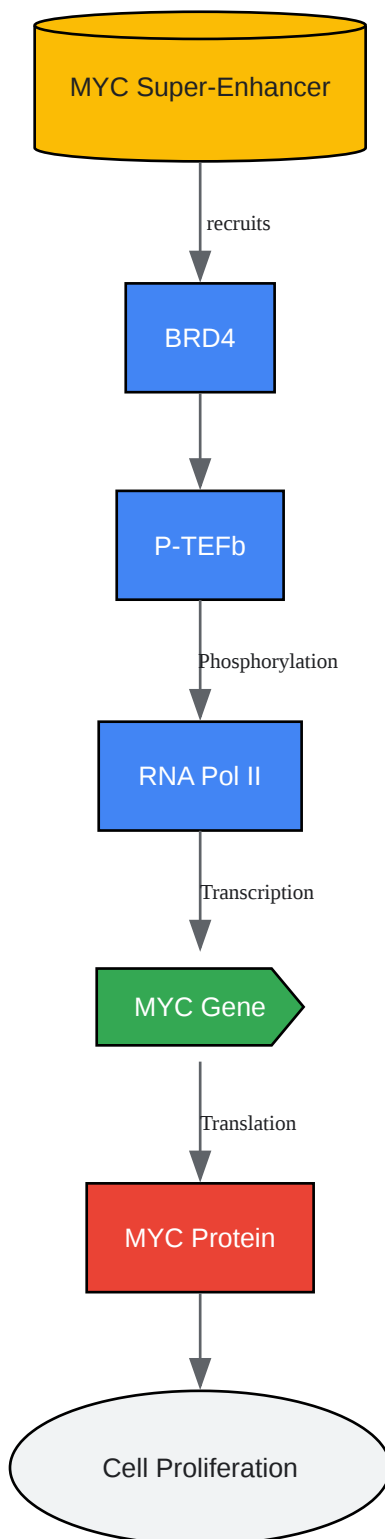 MYC Super-Enhancer
recruits
BRD4
P-TEFb
Phosphorylation
RNA Pol II
Transcription
MYC Gene
Translation
MYC Protein
Cell Proliferation